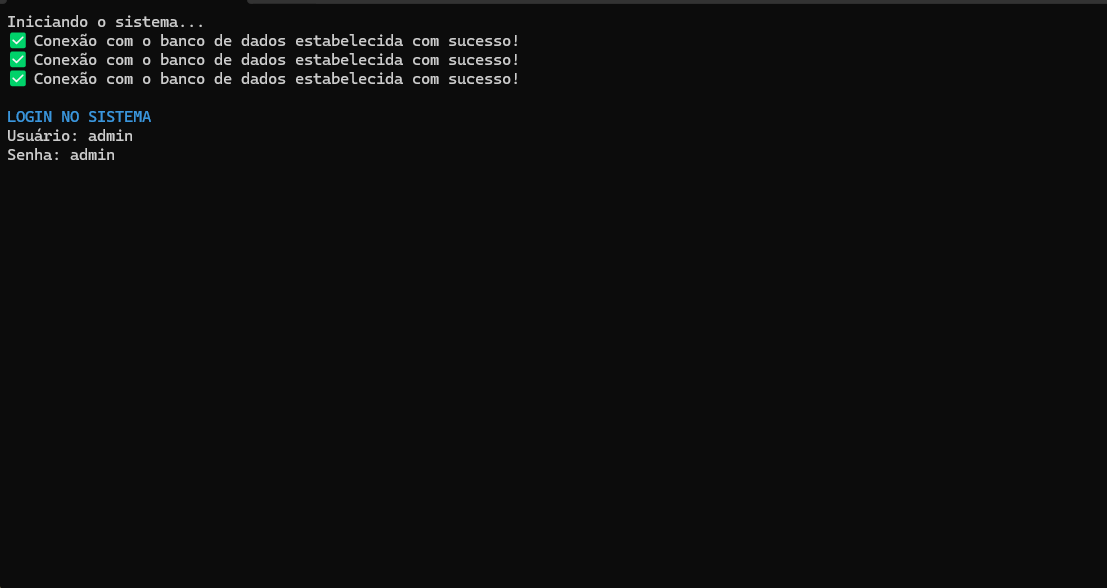 Iniciando o sistema...
✅ Conexão com o banco de dados estabelecida com sucesso!
✅ Conexão com o banco de dados estabelecida com sucesso!
✅ Conexão com o banco de dados estabelecida com sucesso!
LOGIN NO SISTEMA
Usuário: admin
Senha: admin